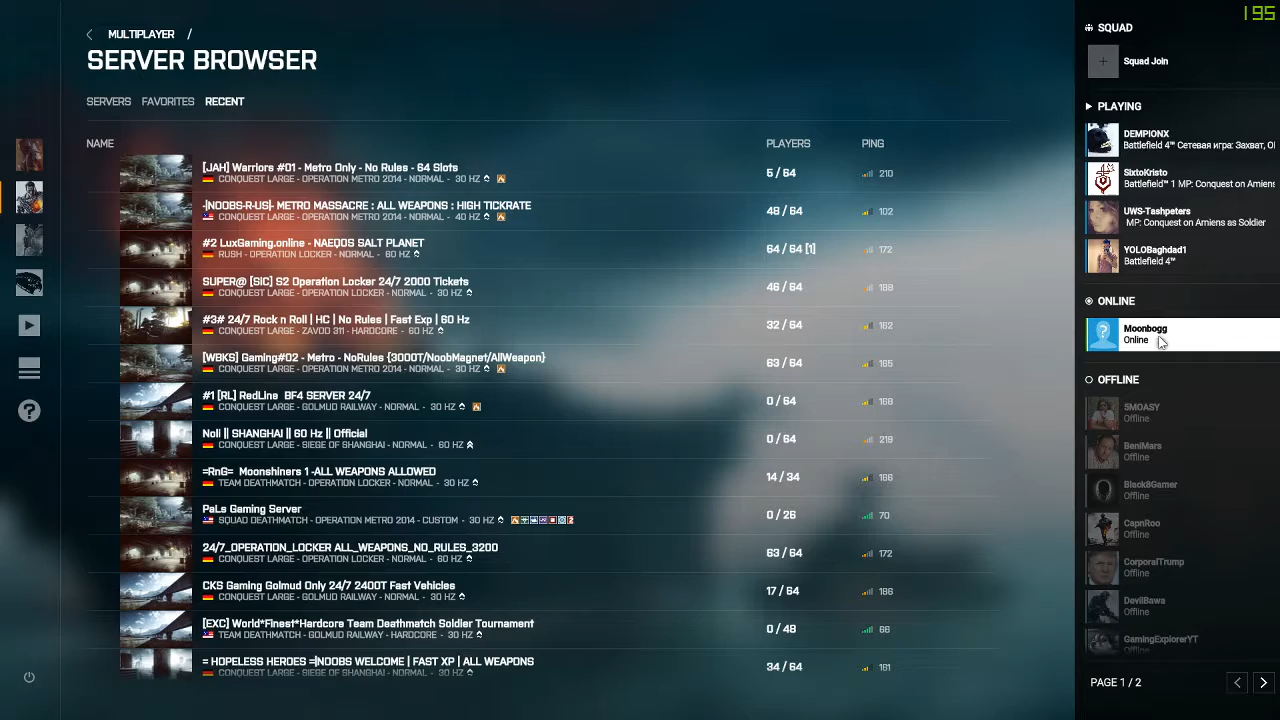 195
MULTIPLAYER /
SERVER BROWSER
SERVERS FAVORITES RECENT
NAME PLAYERS PING
[JAH] Warriors #01 - Metro Only - No Rules - 64 Slots
CONQUEST LARGE - OPERATION METRO 2014 - NORMAL - 30 HZ
5 / 64 210
-|NOOBS-R-US|- METRO MASSACRE : ALL WEAPONS : HIGH TICKRATE
CONQUEST LARGE - OPERATION METRO 2014 - NORMAL - 40 HZ
48 / 64 102
#2 LuxGaming.online - NAEQOS SALT PLANET
RUSH - OPERATION LOCKER - NORMAL - 60 HZ
64 / 64 [1] 172
SUPER@ [SiC] S2 Operation Locker 24/7 2000 Tickets
CONQUEST LARGE - OPERATION LOCKER - NORMAL - 30 HZ
46 / 64 188
#3# 24/7 Rock n Roll | HC | No Rules | Fast Exp | 60 Hz
CONQUEST LARGE - ZAVOD 311 - HARDCORE - 60 HZ
32 / 64 162
[WBKS] Gaming#02 - Metro - NoRules {3000T/NoobMagnet/AllWeapon}
CONQUEST LARGE - OPERATION METRO 2014 - NORMAL - 30 HZ
63 / 64 185
#1 [RL] RedLine BF4 SERVER 24/7
CONQUEST LARGE - GOLMUD RAILWAY - NORMAL - 30 HZ
0 / 64 168
Noli || SHANGHAI || 60 Hz || Official
CONQUEST LARGE - SIEGE OF SHANGHAI - NORMAL - 60 HZ
0 / 64 219
=RnG= Moonshiners 1 -ALL WEAPONS ALLOWED
TEAM DEATHMATCH - OPERATION LOCKER - NORMAL - 30 HZ
14 / 34 166
PaLs Gaming Server
SQUAD DEATHMATCH - OPERATION METRO 2014 - CUSTOM - 30 HZ
0 / 26 70
24/7_OPERATION_LOCKER ALL_WEAPONS_NO_RULES_3200
CONQUEST LARGE - OPERATION LOCKER - NORMAL - 60 HZ
63 / 64 172
CKS Gaming Golmud Only 24/7 2400T Fast Vehicles
CONQUEST LARGE - GOLMUD RAILWAY - NORMAL - 30 HZ
17 / 64 186
[EXC] World*Finest*Hardcore Team Deathmatch Soldier Tournament
TEAM DEATHMATCH - GOLMUD RAILWAY - HARDCORE - 30 HZ
0 / 48 66
= HOPELESS HEROES =|NOOBS WELCOME | FAST XP | ALL WEAPONS
CONQUEST LARGE - SIEGE OF SHANGHAI - NORMAL - 30 HZ
34 / 64 161
SQUAD
Squad Join
PLAYING
DEMPIONX
Battlefield 4™ Сетевая игра: Захват, О
SixtoKristo
Battlefield™ 1 MP: Conquest on Amiens
UWS-Tashpeters
MP: Conquest on Amiens as Soldier
YOLOBaghdad1
Battlefield 4™
ONLINE
Moonbogg
Online
OFFLINE
5MOASY
Offline
BeniMars
Offline
Black8Gamer
Offline
CapnRoo
Offline
CorporalTrump
Offline
DevilBawa
Offline
GamingExplorerYT
Offline
PAGE 1 / 2